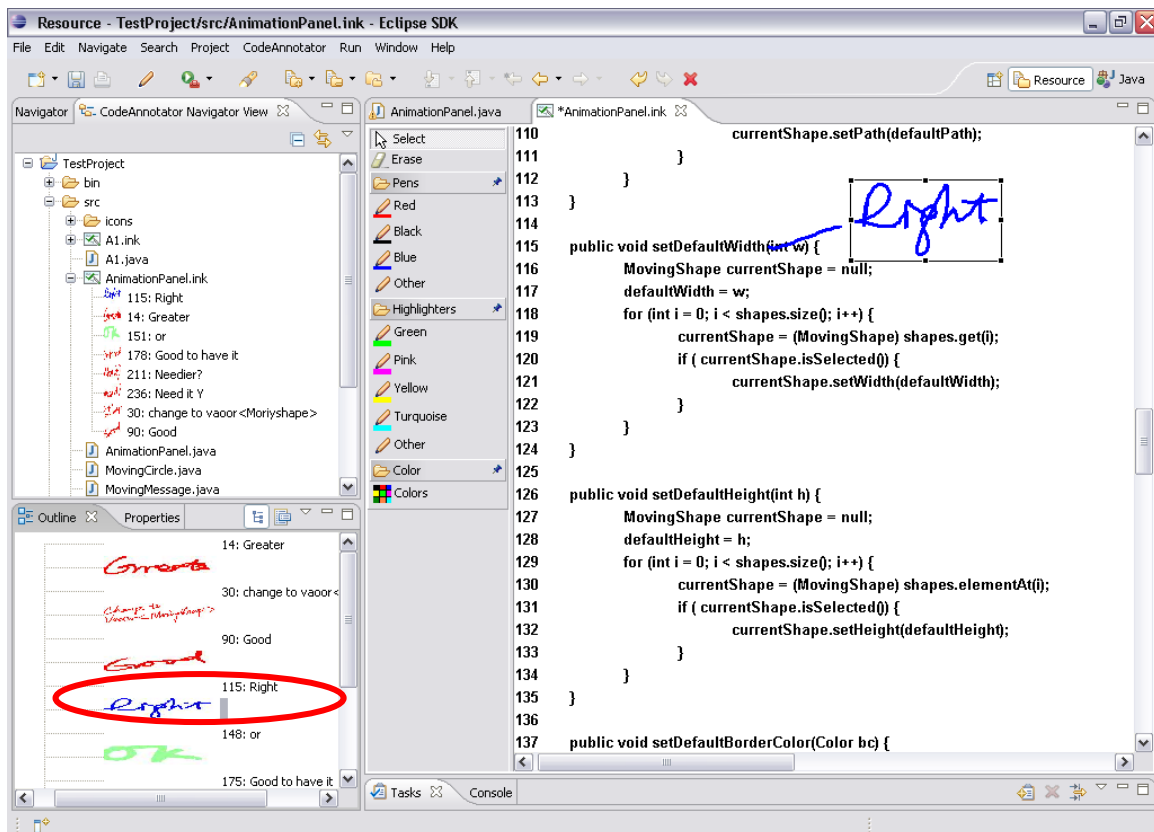 Resource - TestProject/src/AnimationPanel.ink - Eclipse SDK
File Edit Navigate Search Project CodeAnnotator Run Window Help
Resource Java
Navigator CodeAnnotator Navigator View
TestProject
bin
src
icons
A1.ink
A1.java
AnimationPanel.ink
115: Right
14: Greater
151: or
178: Good to have it
211: Needier?
236: Need it Y
30: change to vaoor<Moriyshape>
90: Good
AnimationPanel.java
MovingCircle.java
MovingMessage.java
Outline Properties
14: Greater
30: change to vaoor<
90: Good
Good
115: Right
Right
148: or
OK
175: Good to have it
AnimationPanel.java *AnimationPanel.ink
Select
Erase
Pens
Red
Black
Blue
Other
Highlighters
Green
Pink
Yellow
Turquoise
Other
Color
Colors
110 currentShape.setPath(defaultPath);
111 }
112 }
113 }
114
Right
115 public void setDefaultWidth(int w) {
116 MovingShape currentShape = null;
117 defaultWidth = w;
118 for (int i = 0; i < shapes.size(); i++) {
119 currentShape = (MovingShape) shapes.get(i);
120 if ( currentShape.isSelected()) {
121 currentShape.setWidth(defaultWidth);
122 }
123 }
124 }
125
126 public void setDefaultHeight(int h) {
127 MovingShape currentShape = null;
128 defaultHeight = h;
129 for (int i = 0; i < shapes.size(); i++) {
130 currentShape = (MovingShape) shapes.elementAt(i);
131 if ( currentShape.isSelected()) {
132 currentShape.setHeight(defaultHeight);
133 }
134 }
135 }
136
137 public void setDefaultBorderColor(Color bc) {
Tasks Console